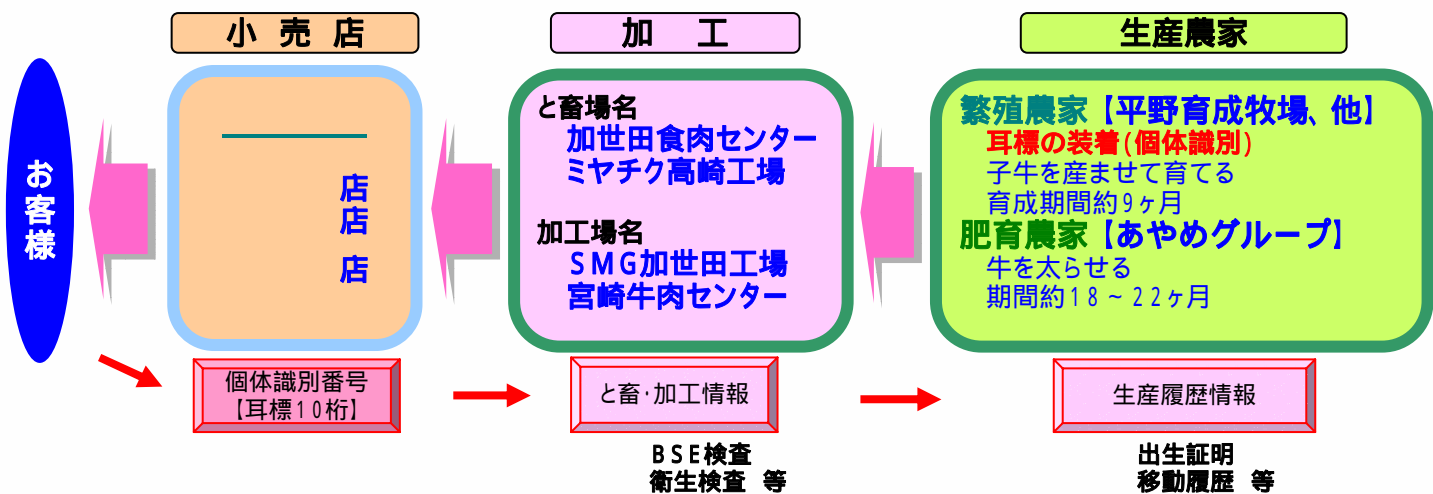 小 売 店
加 工
生産農家
お客様
店
店
店
と畜場名
加世田食肉センター
ミヤチク高崎工場
加工場名
SMG加世田工場
宮崎牛肉センター
繁殖農家【平野育成牧場、他】
耳標の装着(個体識別)
子牛を産ませて育てる
育成期間約9ヶ月
肥育農家【あやめグループ】
牛を太らせる
期間約18~22ヶ月
個体識別番号
【耳標10桁】
と畜・加工情報
生産履歴情報
BSE検査
衛生検査 等
出生証明
移動履歴 等